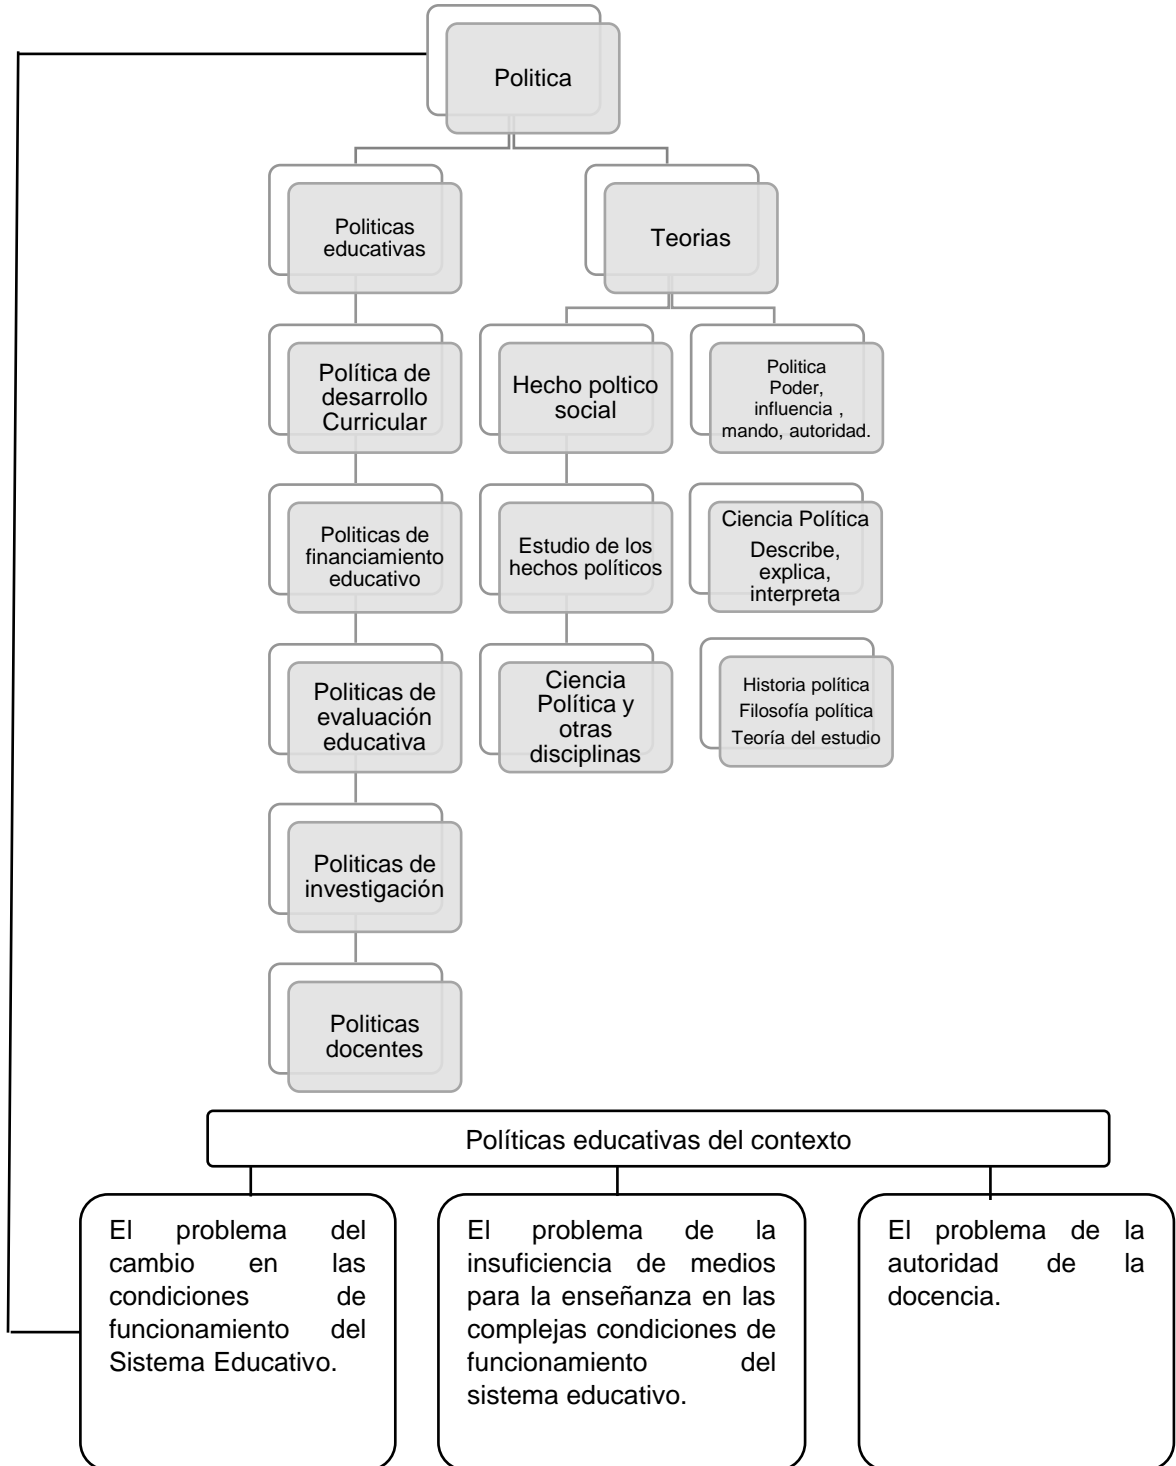 Politica
Politicas
educativas
Teorias
Política de
desarrollo
Curricular
Hecho poltico
social
Politica
Poder,
influencia ,
mando, autoridad.
Politicas de
financiamiento
educativo
Estudio de los
hechos políticos
Ciencia Política
Describe,
explica,
interpreta
Politicas de
evaluación
educativa
Ciencia
Política y
otras
disciplinas
Historia política
Filosofía política
Teoría del estudio
Politicas de
investigación
Politicas
docentes
Políticas educativas del contexto
El problema del
cambio en las
condiciones de
funcionamiento del
Sistema Educativo.
El problema de la
insuficiencia de medios
para la enseñanza en las
complejas condiciones de
funcionamiento del
sistema educativo.
El problema de la
autoridad de la
docencia.